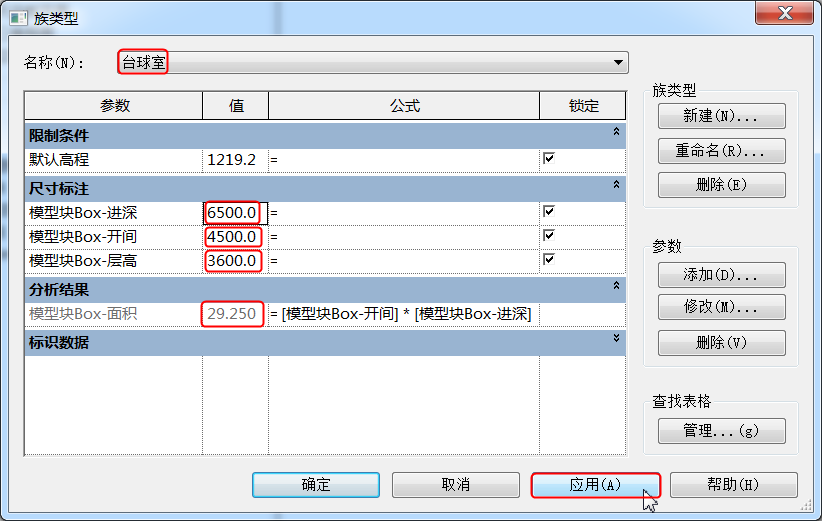 族类型
名称(N): 台球室
参数 值 公式 锁定
限制条件
默认高程 1219.2 =
尺寸标注
模型块Box-进深 6500.0 =
模型块Box-开间 4500.0 =
模型块Box-层高 3600.0 =
分析结果
模型块Box-面积 29.250 = [模型块Box-开间] * [模型块Box-进深]
标识数据
族类型
新建(N)...
重命名(R)...
删除(E)
参数
添加(D)...
修改(M)...
删除(V)
查找表格
管理...(g)
确定 取消 应用(A) 帮助(H)